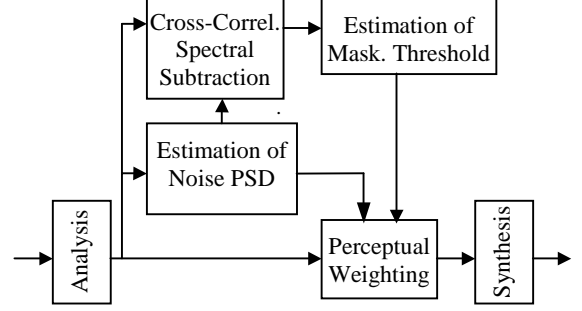 Cross-Correl.
Spectral
Subtraction
Estimation of
Mask. Threshold
Estimation of
Noise PSD
Analysis
Perceptual
Weighting
Synthesis